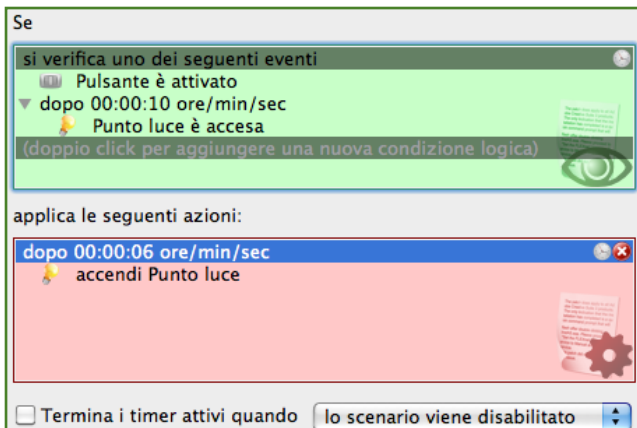 Se
si verifica uno dei seguenti eventi
Pulsante è attivato
dopo 00:00:10 ore/min/sec
Punto luce è accesa
(doppio click per aggiungere una nuova condizione logica)
applica le seguenti azioni:
dopo 00:00:06 ore/min/sec
accendi Punto luce
Termina i timer attivi quando lo scenario viene disabilitato